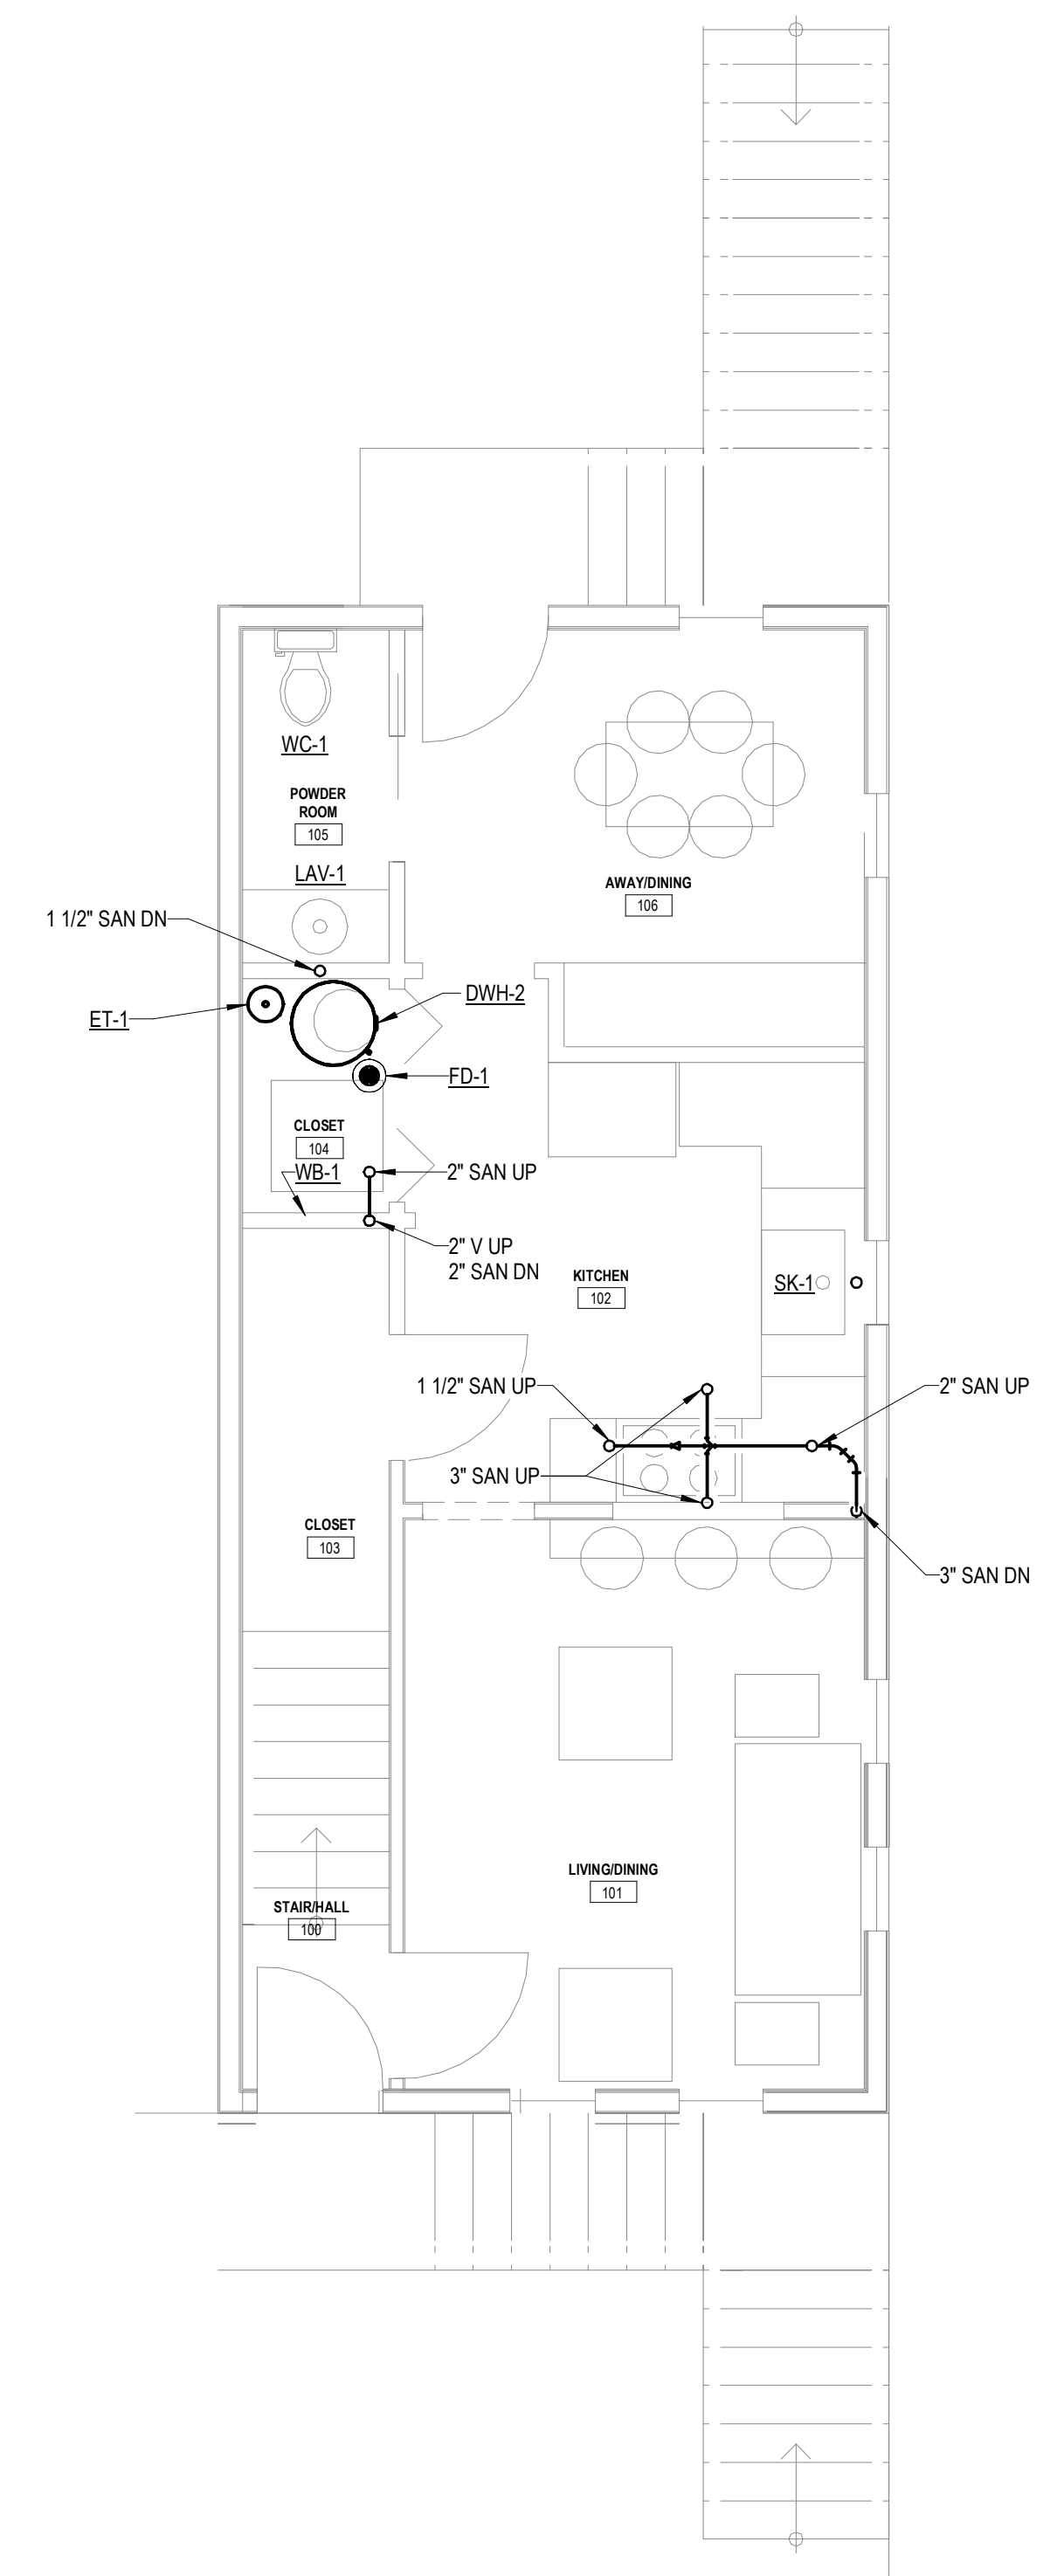 WC-1
POWDER
ROOM
105
LAV-1
AWAY/DINING
106
1 1/2" SAN DN
DWH-2
ET-1
FD-1
CLOSET
104
WB-1
2" SAN UP
2" V UP
2" SAN DN
KITCHEN
102
SK-1
1 1/2" SAN UP
2" SAN UP
3" SAN UP
CLOSET
103
3" SAN DN
LIVING/DINING
101
STAIR/HALL
100